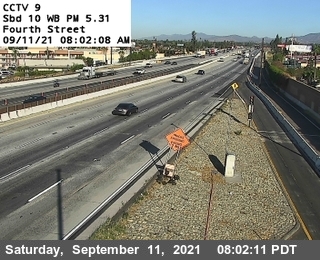 CCTV 9
Sbd 10 WB PM 5.31
Fourth Street
09/11/21 08:02:08 AM
Saturday, September 11, 2021 08:02:11 PDT